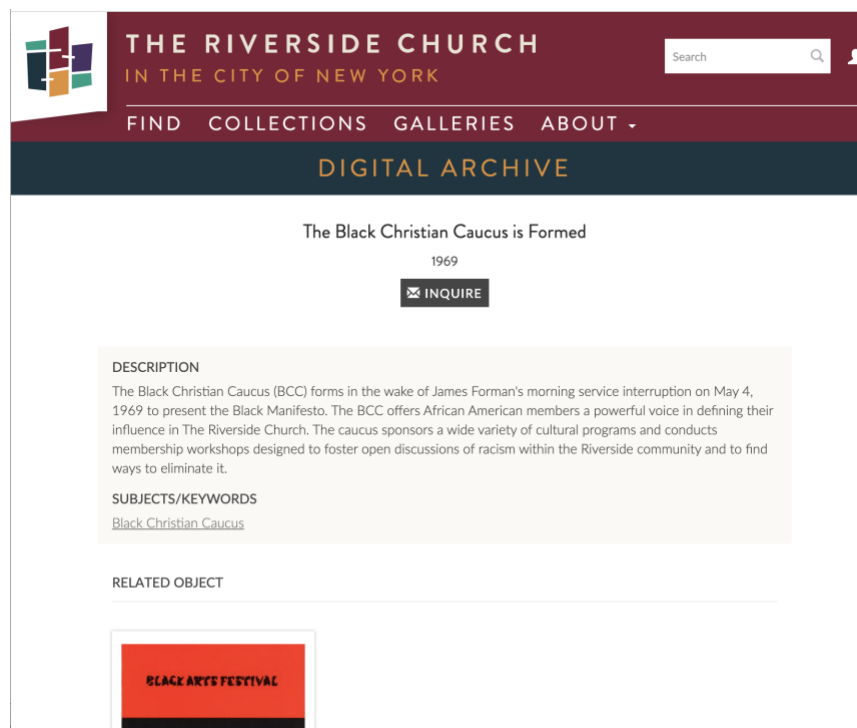 THE RIVERSIDE CHURCH
IN THE CITY OF NEW YORK
Search
FIND COLLECTIONS GALLERIES ABOUT
DIGITAL ARCHIVE
The Black Christian Caucus is Formed
1969
INQUIRE
DESCRIPTION
The Black Christian Caucus (BCC) forms in the wake of James Forman's morning service interruption on May 4,
1969 to present the Black Manifesto. The BCC offers African American members a powerful voice in defining their
influence in The Riverside Church. The caucus sponsors a wide variety of cultural programs and conducts
membership workshops designed to foster open discussions of racism within the Riverside community and to find
ways to eliminate it.
SUBJECTS/KEYWORDS
Black Christian Caucus
RELATED OBJECT
BLACK ARTS FESTIVAL